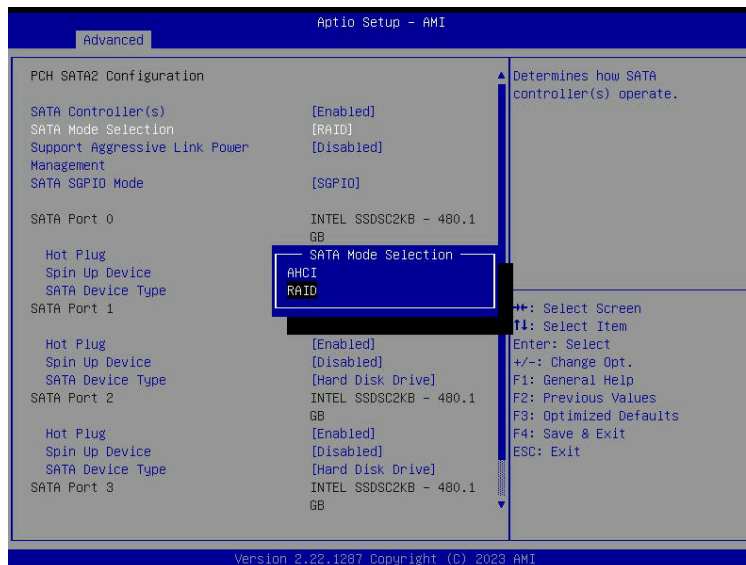 Aptio Setup – AMI
Advanced
PCH SATA2 Configuration
SATA Controller(s) [Enabled]
SATA Mode Selection [RAID]
Support Aggressive Link Power [Disabled]
Management
SATA SGPIO Mode [SGPIO]
SATA Port 0 INTEL SSDSC2KB – 480.1
GB
Hot Plug
Spin Up Device
SATA Device Type
SATA Port 1
SATA Mode Selection
AHCI
RAID
Hot Plug [Enabled]
Spin Up Device [Disabled]
SATA Device Type [Hard Disk Drive]
SATA Port 2 INTEL SSDSC2KB – 480.1
GB
Hot Plug [Enabled]
Spin Up Device [Disabled]
SATA Device Type [Hard Disk Drive]
SATA Port 3 INTEL SSDSC2KB – 480.1
GB
Determines how SATA
controller(s) operate.
→←: Select Screen
↑↓: Select Item
Enter: Select
+/-: Change Opt.
F1: General Help
F2: Previous Values
F3: Optimized Defaults
F4: Save & Exit
ESC: Exit
Version 2.22.1287 Copyright (C) 2023 AMI